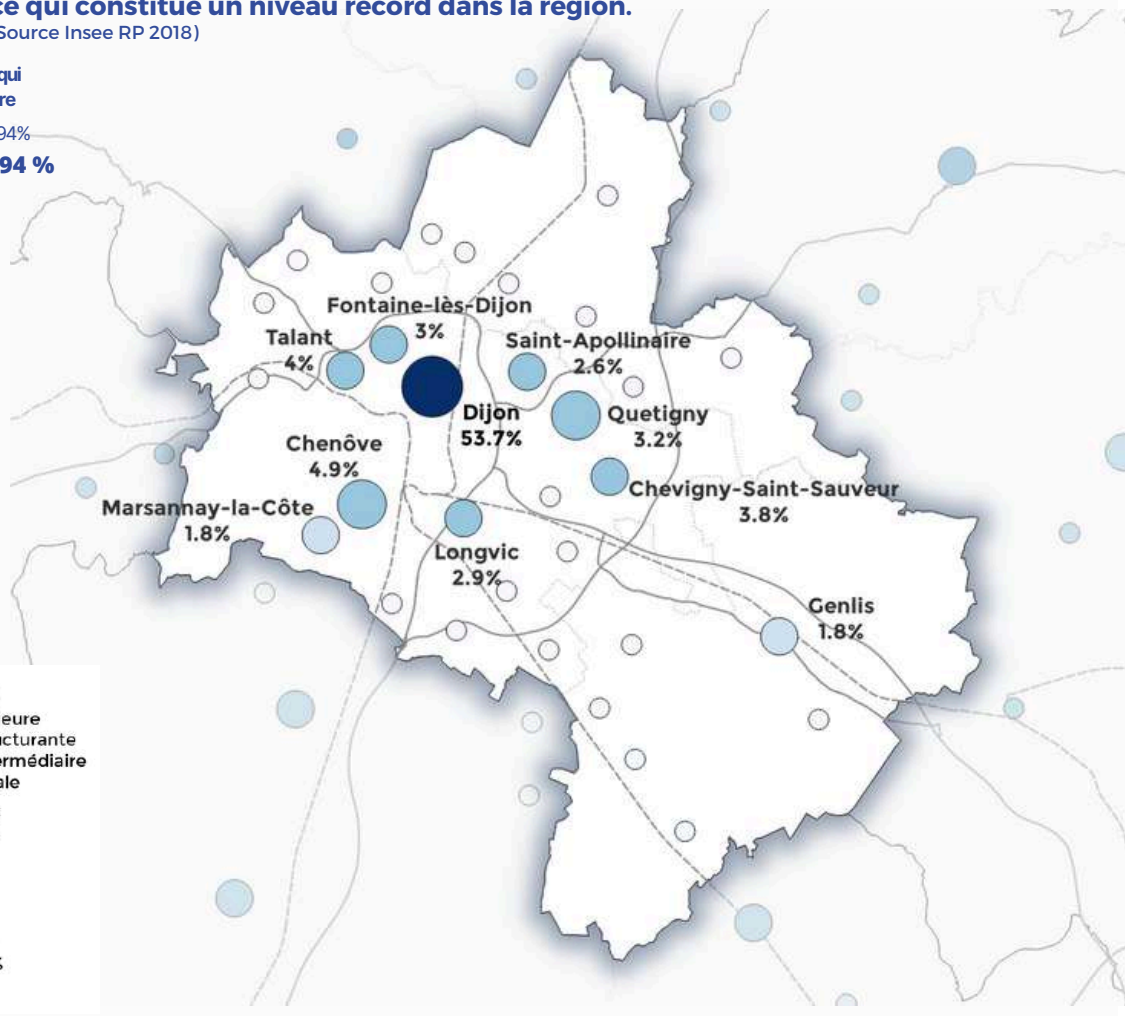 ce qui constitue un niveau record dans la région.
Source Insee RP 2018)
qui
re
94%
94 %
Fontaine-lès-Dijon
3%
Talant
4%
Saint-Apollinaire
2.6%
Dijon
53.7%
Quetigny
3.2%
Chenôve
4.9%
Chevigny-Saint-Sauveur
3.8%
Marsannay-la-Côte
1.8%
Longvic
2.9%
Genlis
1.8%
eure
ucturante
ermédiaire
ale